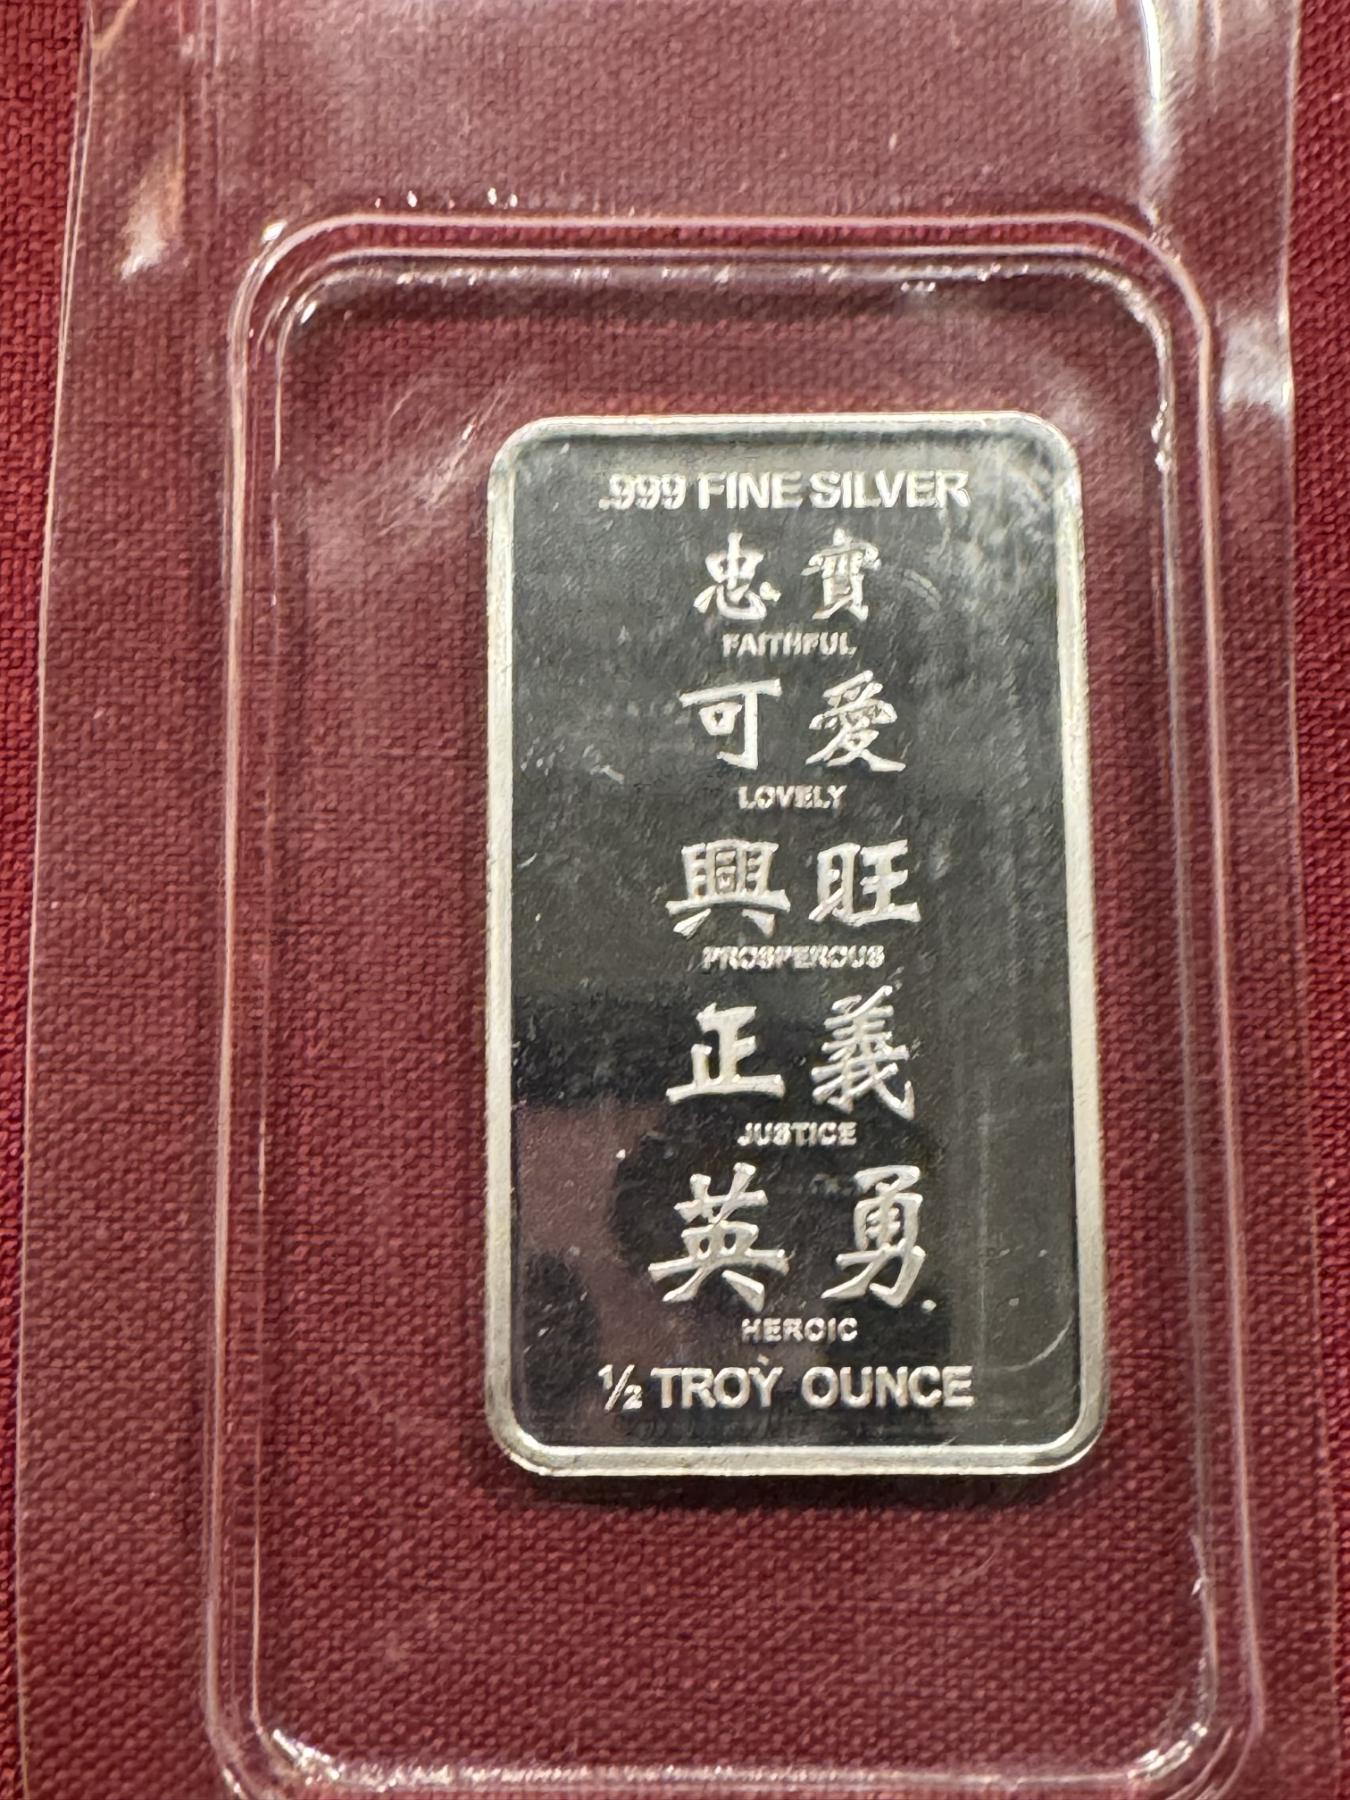 .999 FINE SILVER
忠實
FAITHFUL
可愛
LOVELY
興旺
PROSPEROUS
正義
JUSTICE
英勇
HEROIC
½ TROY OUNCE